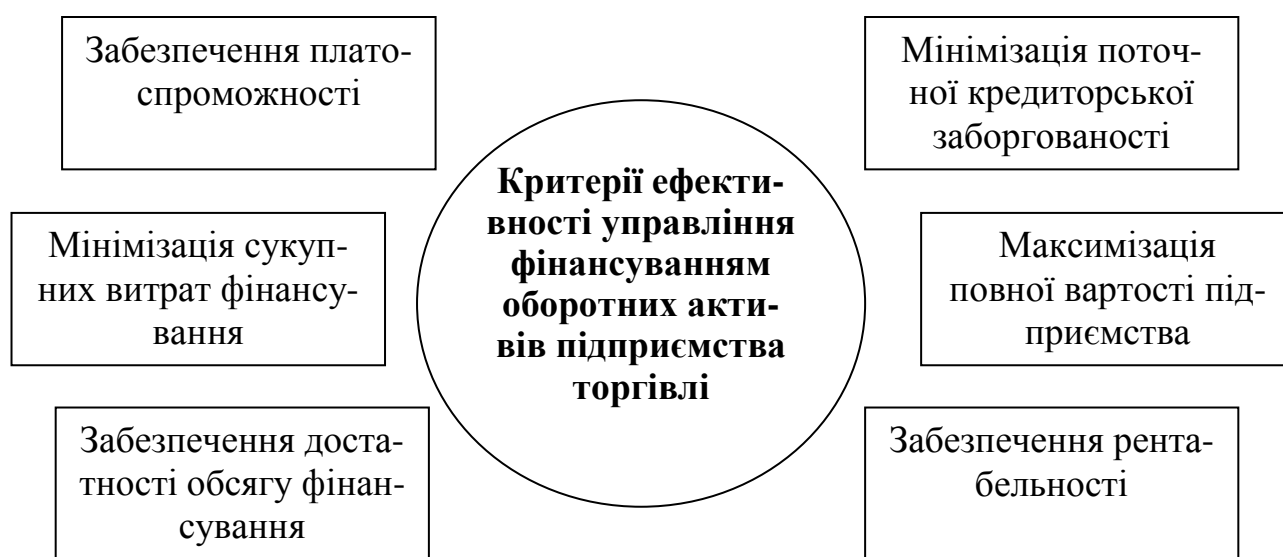 Забезпечення плато-
спроможності
Мінімізація сукуп-
них витрат фінансу-
вання
Забезпечення доста-
тності обсягу фінан-
сування
Критерії ефекти-
вності управління
фінансуванням
оборотних акти-
вів підприємства
торгівлі
Мінімізація поточ-
ної кредиторської
заборгованості
Максимізація
повної вартості під-
приємства
Забезпечення рента-
бельності